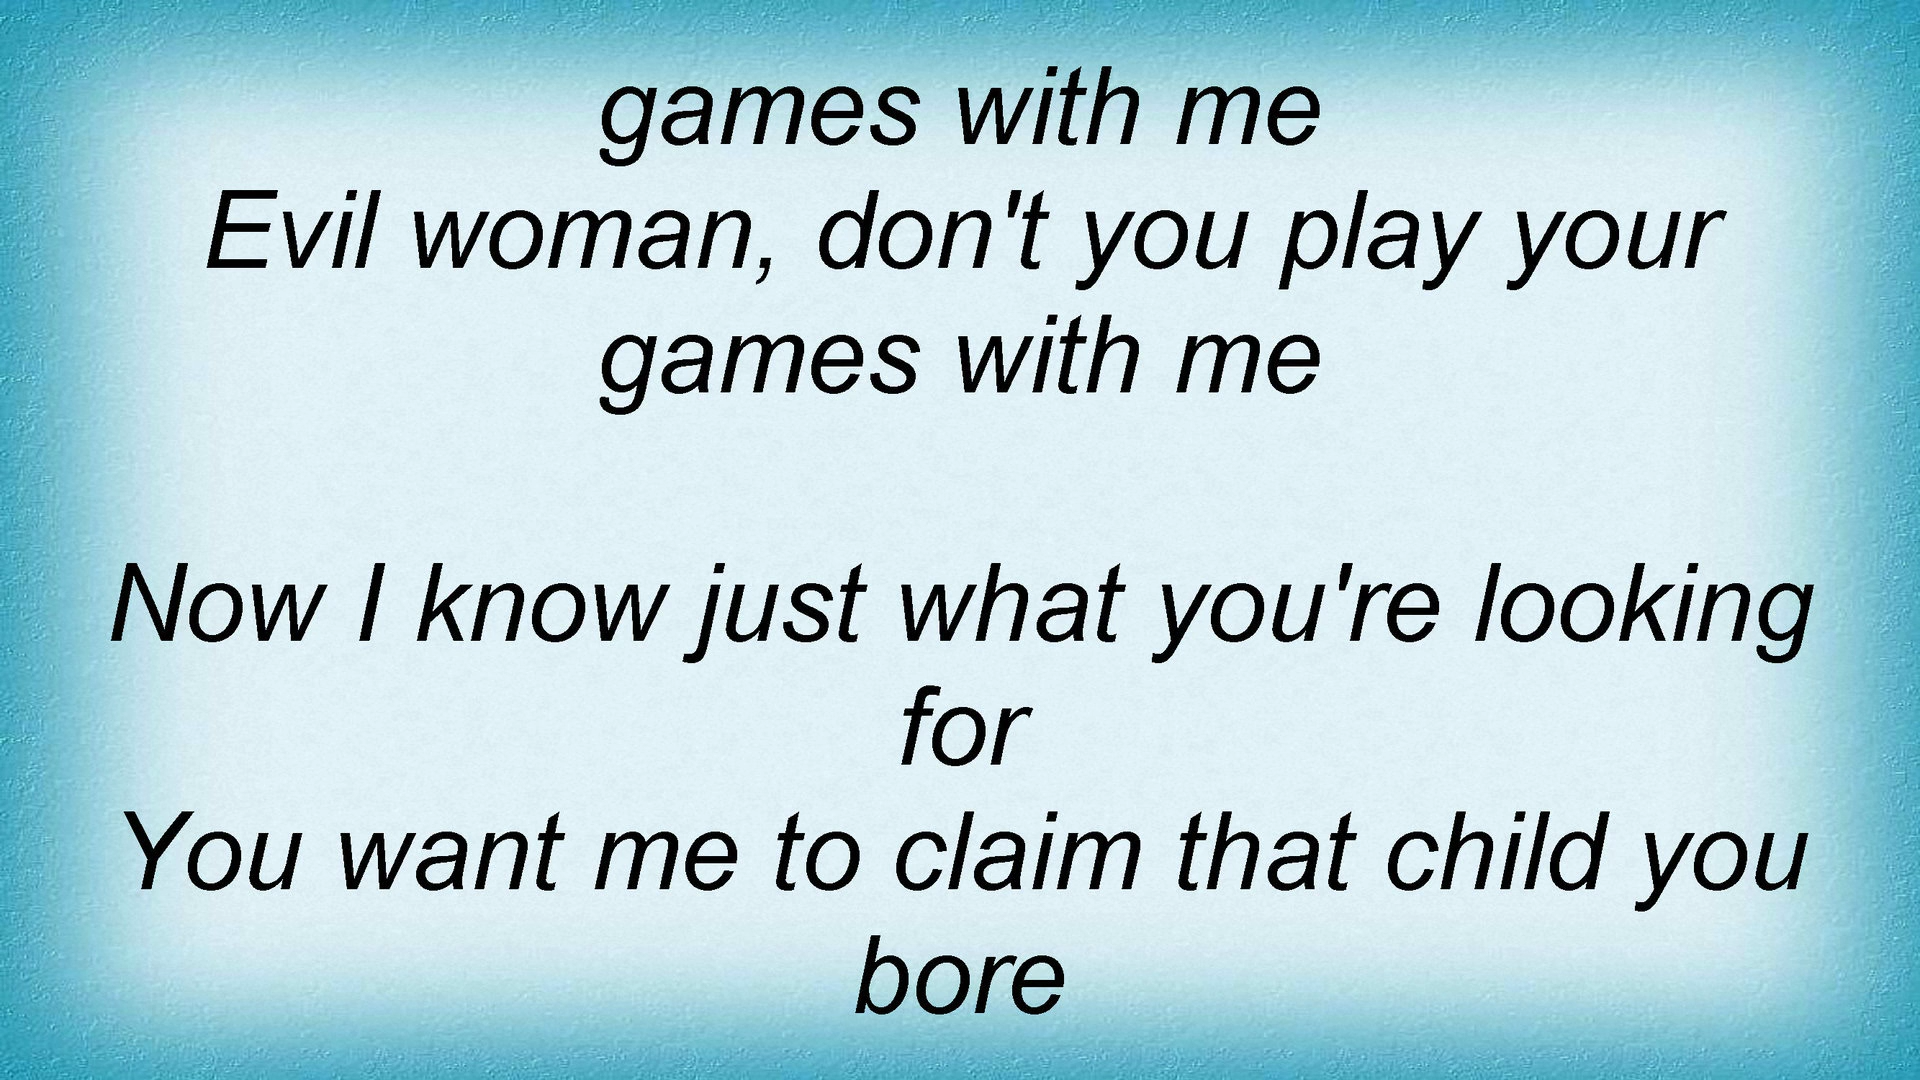 games with me
Evil woman, don't you play your
games with me
Now I know just what you're looking
for
You want me to claim that child you
bore